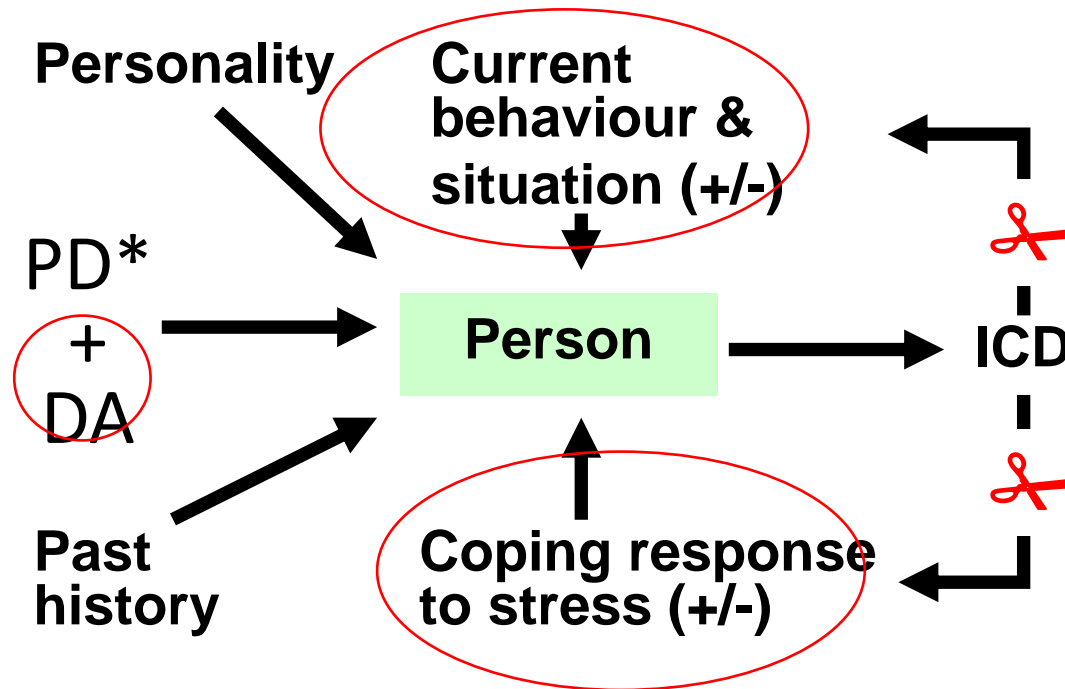 Personality
Current
behaviour &
situation (+/-)
PD*
+
DA
Person
ICD
Past
history
Coping response
to stress (+/-)